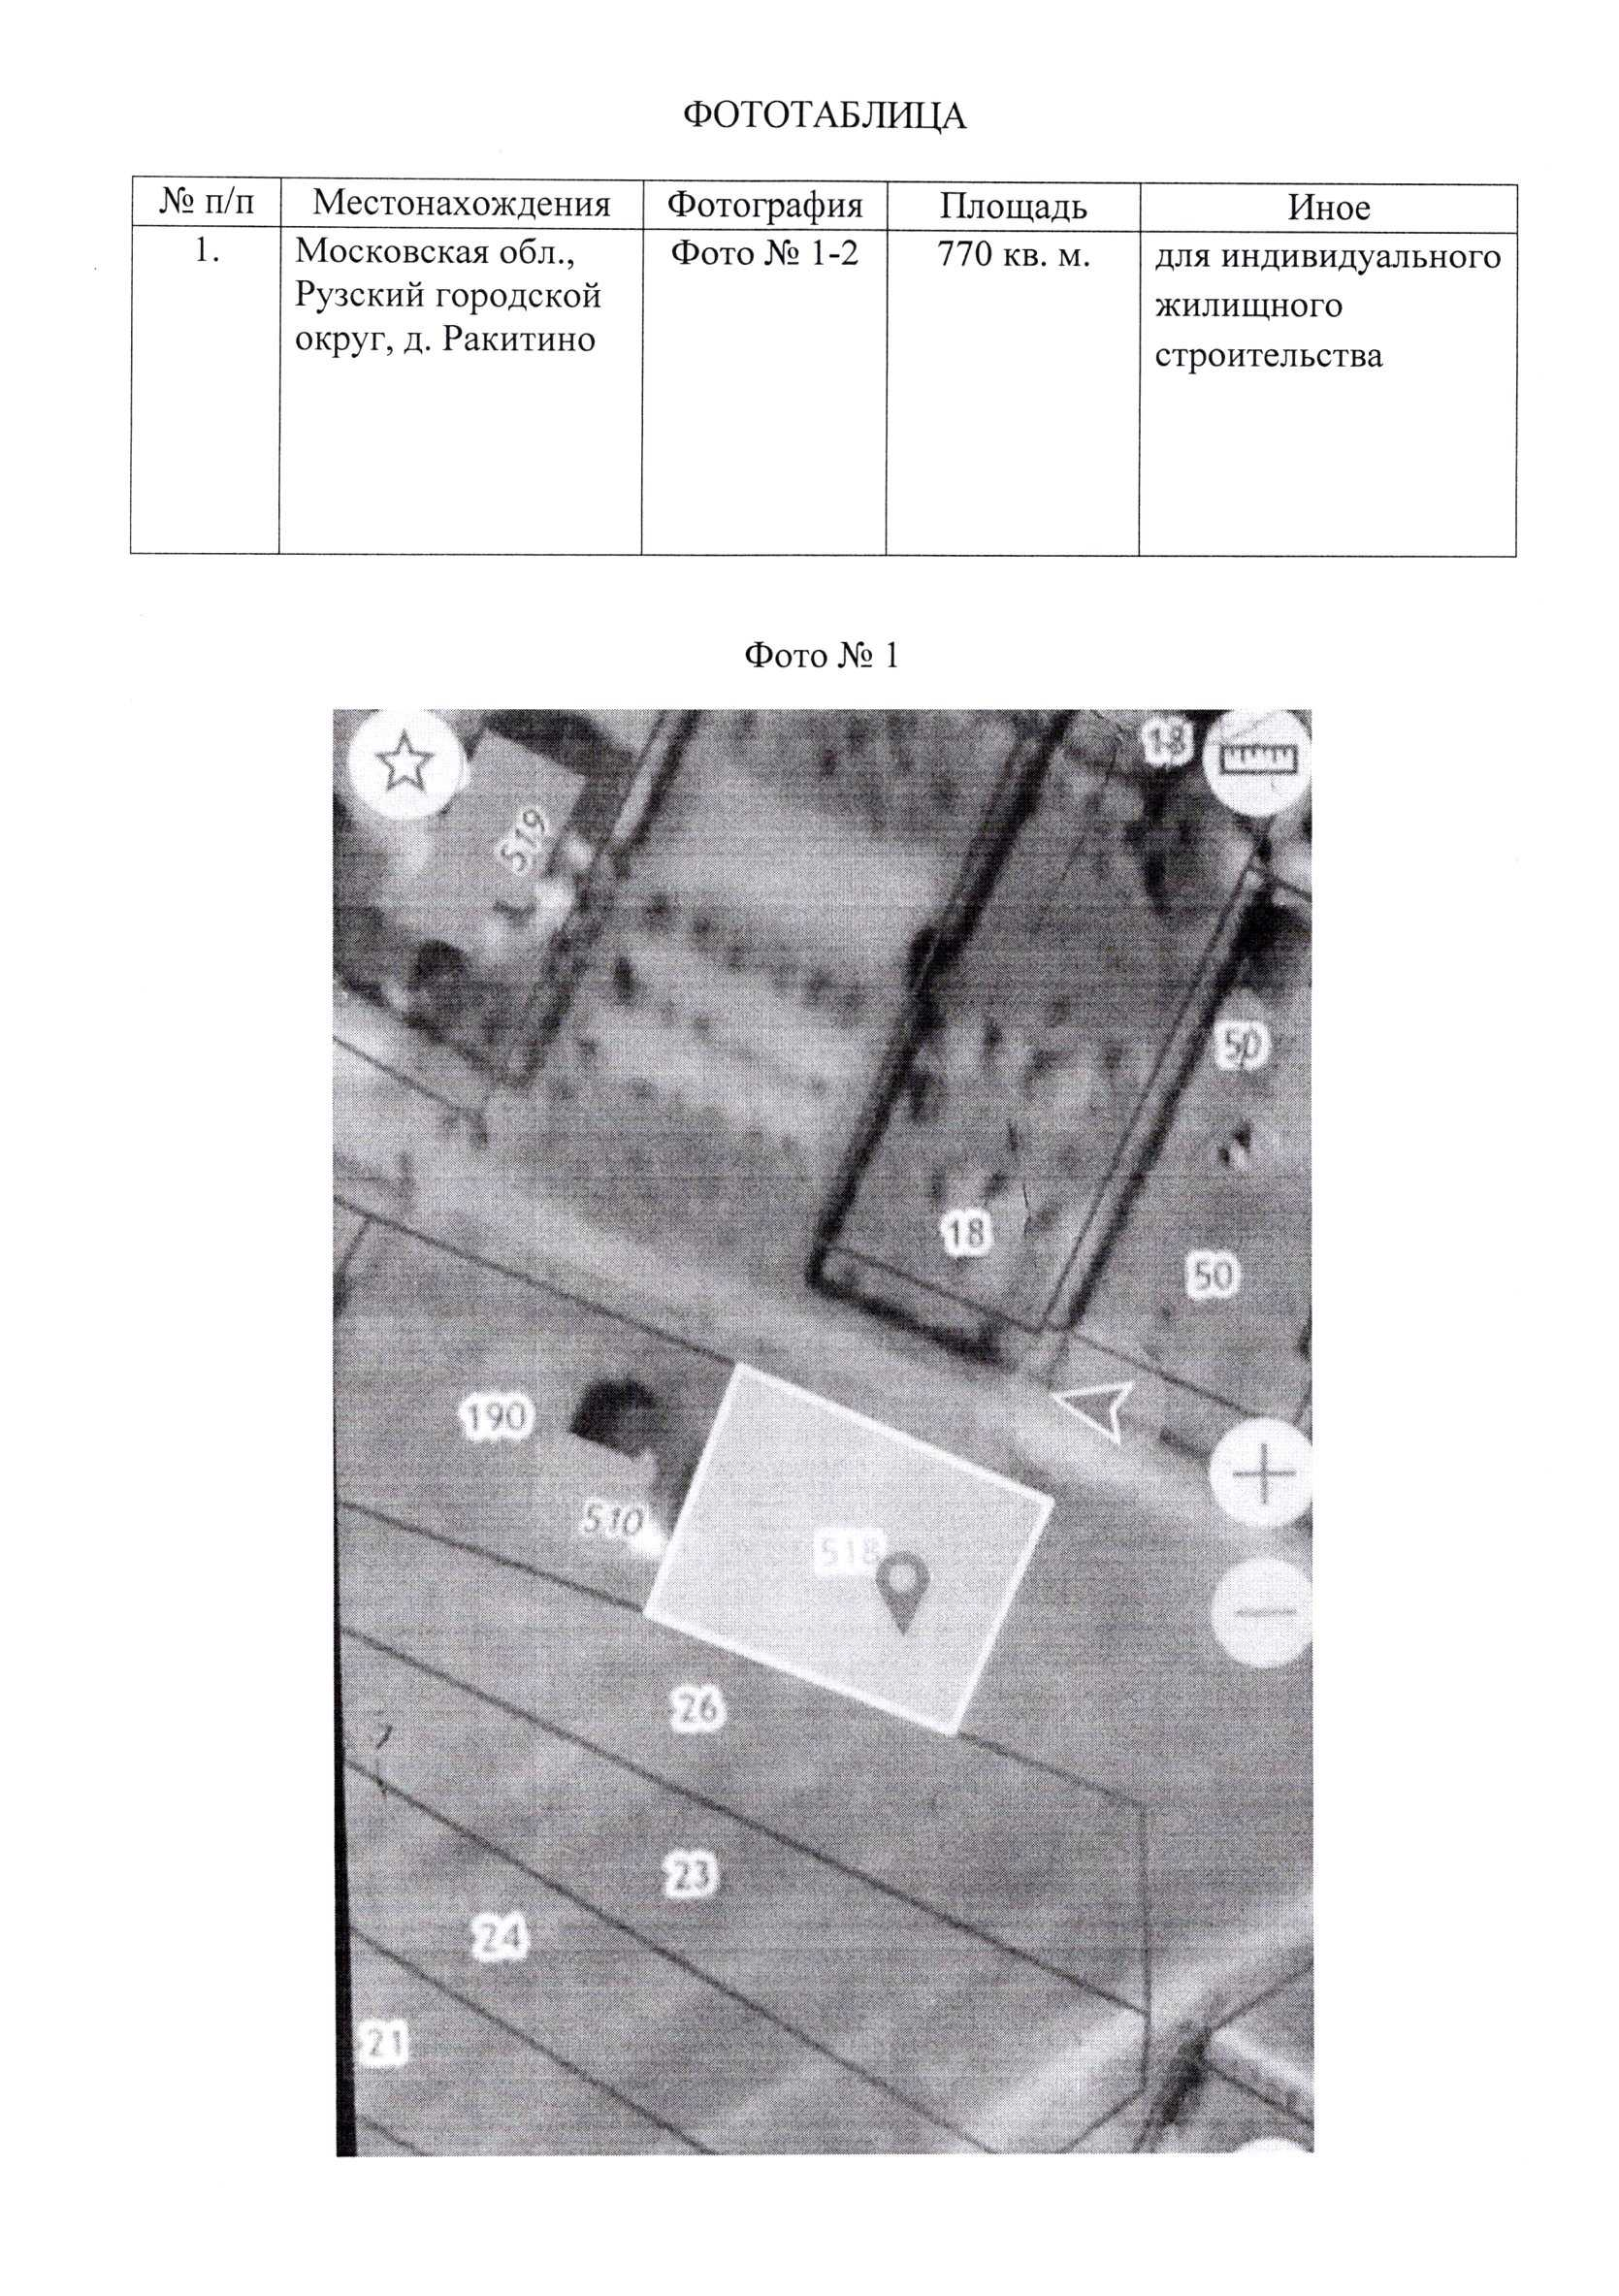 ФОТОТАБЛИЦА
№ п/п Местонахождения Фотография Площадь Иное
1. Московская обл., Фото № 1-2 770 кв. м. для индивидуального
Рузский городской жилищного
округ, д. Ракитино строительства
Фото № 1
18
519
50
18
50
190
510
518
26
23
24
21